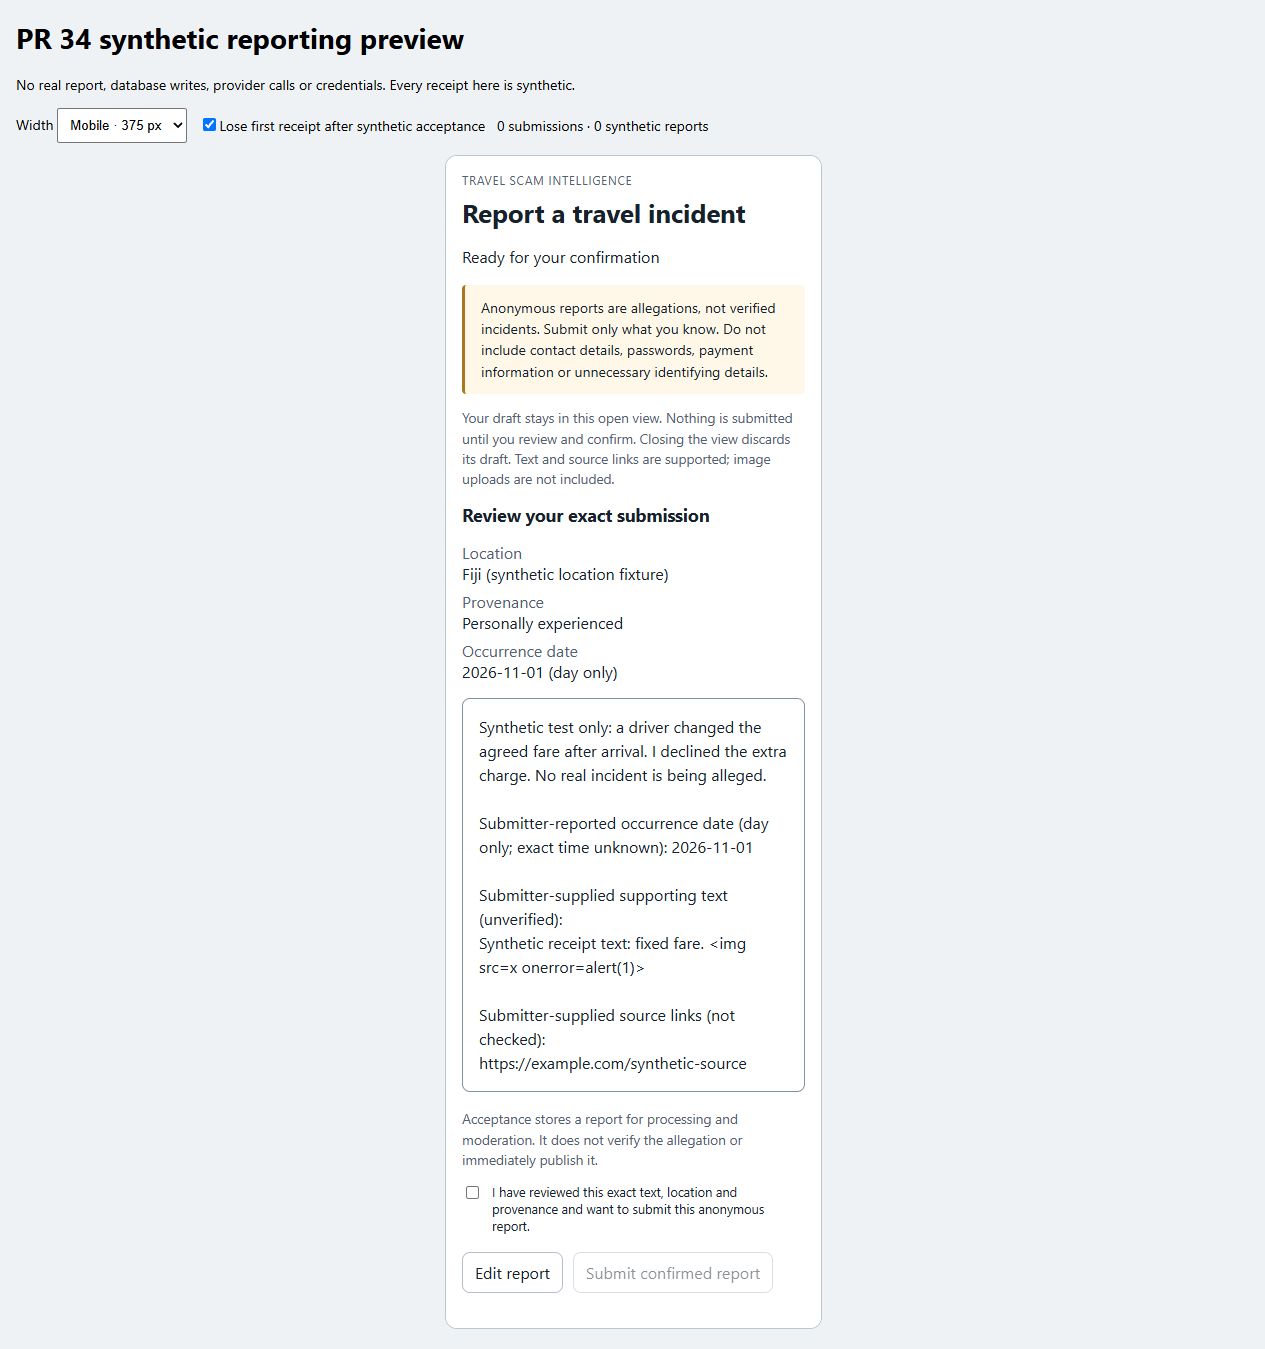 PR 34 synthetic reporting preview
No real report, database writes, provider calls or credentials. Every receipt here is synthetic.
Width Mobile · 375 px Lose first receipt after synthetic acceptance 0 submissions · 0 synthetic reports
TRAVEL SCAM INTELLIGENCE
Report a travel incident
Ready for your confirmation
Anonymous reports are allegations, not verified
incidents. Submit only what you know. Do not
include contact details, passwords, payment
information or unnecessary identifying details.
Your draft stays in this open view. Nothing is submitted
until you review and confirm. Closing the view discards
its draft. Text and source links are supported; image
uploads are not included.
Review your exact submission
Location
Fiji (synthetic location fixture)
Provenance
Personally experienced
Occurrence date
2026-11-01 (day only)
Synthetic test only: a driver changed the
agreed fare after arrival. I declined the extra
charge. No real incident is being alleged.
Submitter-reported occurrence date (day
only; exact time unknown): 2026-11-01
Submitter-supplied supporting text
(unverified):
Synthetic receipt text: fixed fare. <img
src=x onerror=alert(1)>
Submitter-supplied source links (not
checked):
https://example.com/synthetic-source
Acceptance stores a report for processing and
moderation. It does not verify the allegation or
immediately publish it.
I have reviewed this exact text, location and
provenance and want to submit this anonymous
report.
Edit report Submit confirmed report